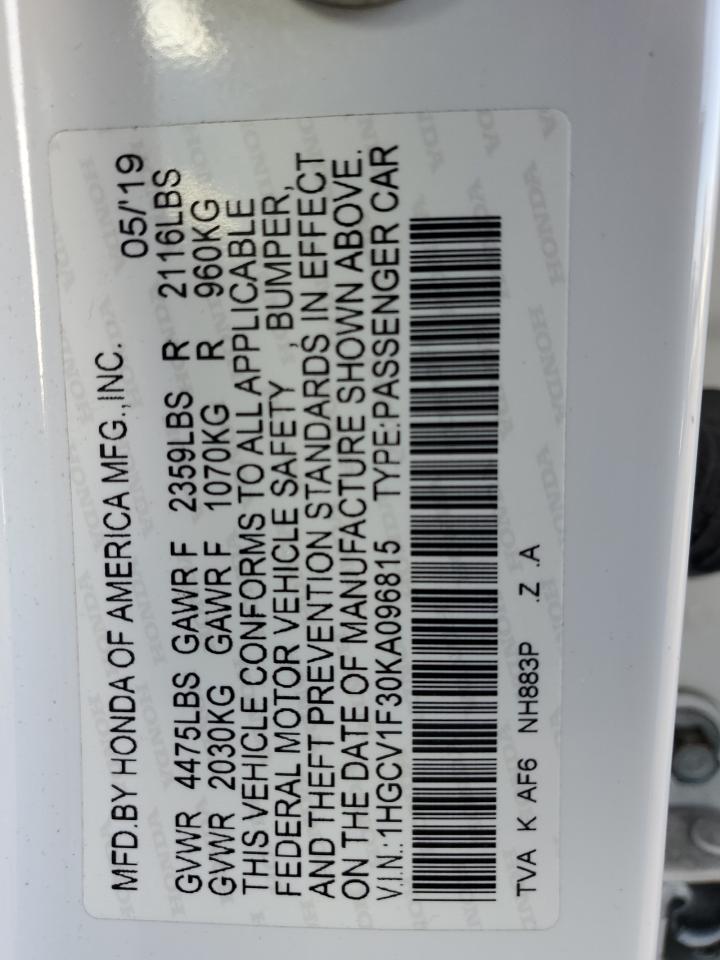 MFD.BY HONDA OF AMERICA MFG.,INC. 05/'19
GVWR 4475LBS GAWR F 2359LBS R 2116LBS
GVWR 2030KG GAWR F 1070KG R 960KG
THIS VEHICLE CONFORMS TO ALL APPLICABLE
FEDERAL MOTOR VEHICLE SAFETY , BUMPER,
AND THEFT PREVENTION STANDARDS IN EFFECT
ON THE DATE OF MANUFACTURE SHOWN ABOVE.
V.I.N.:1HGCV1F30KA096815 TYPE:PASSENGER CAR
TVA K AF6 NH883P .Z .A